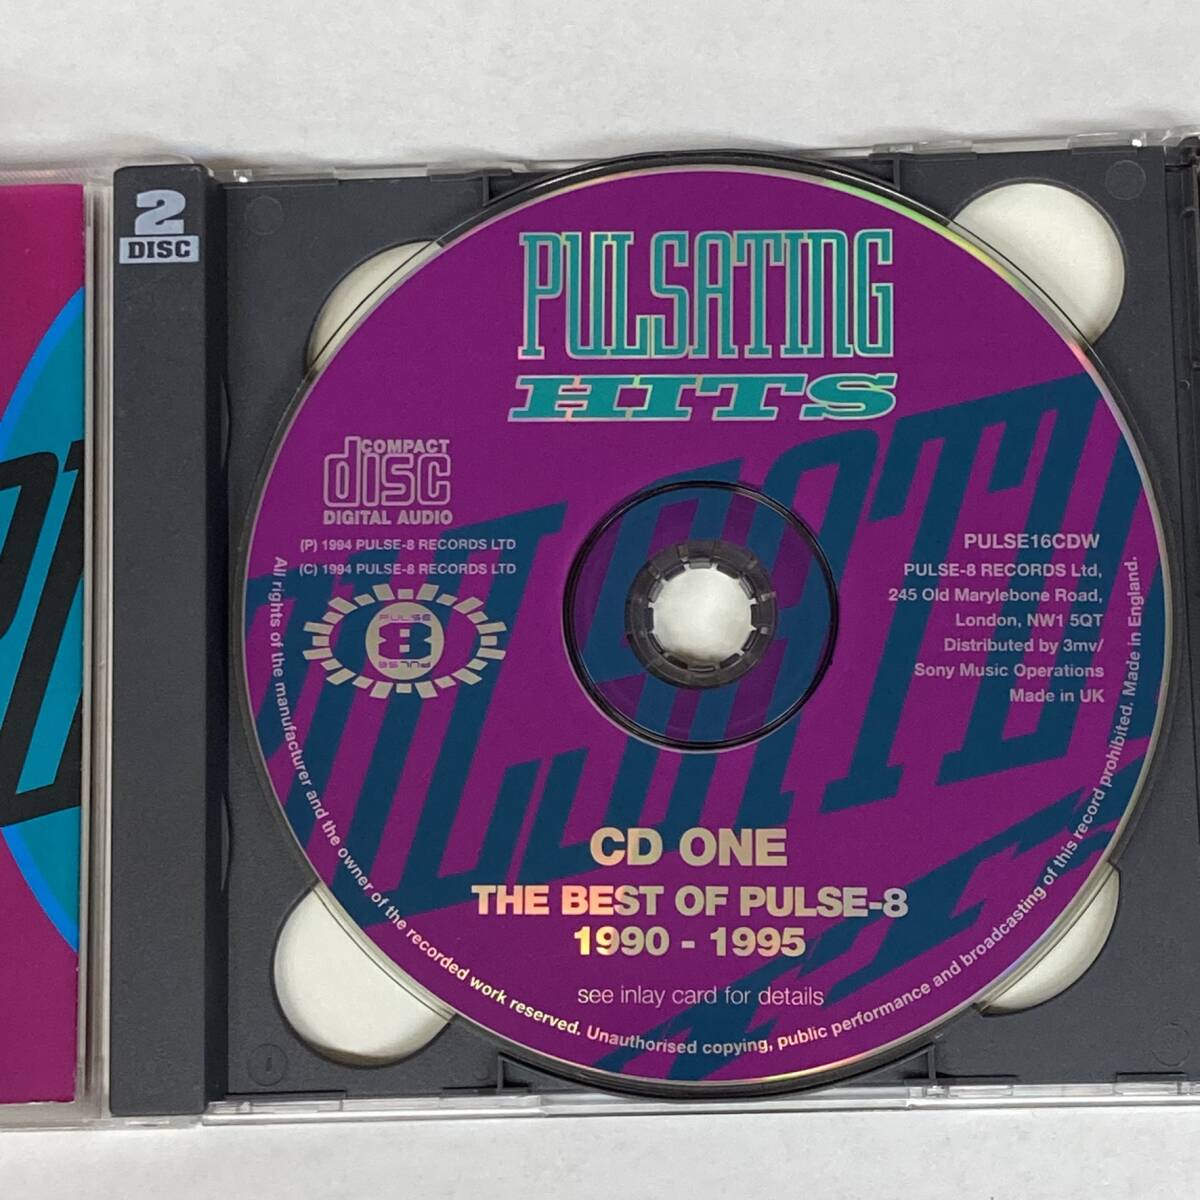 2
DISC
PULSATING
HITS
COMPACT
disc
DIGITAL AUDIO
(P) 1994 PULSE-8 RECORDS LTD
(C) 1994 PULSE-8 RECORDS LTD
PULSE
8
PULSE
PULSE16CDW
PULSE-8 RECORDS Ltd,
245 Old Marylebone Road,
London, NW1 5QT
Distributed by 3mv/
Sony Music Operations
Made in UK
CD ONE
THE BEST OF PULSE-8
1990 - 1995
see inlay card for details
All rights of the manufacturer and the owner of the recorded work reserved. Unauthorised copying, public performance and broadcasting of this record prohibited. Made in England.